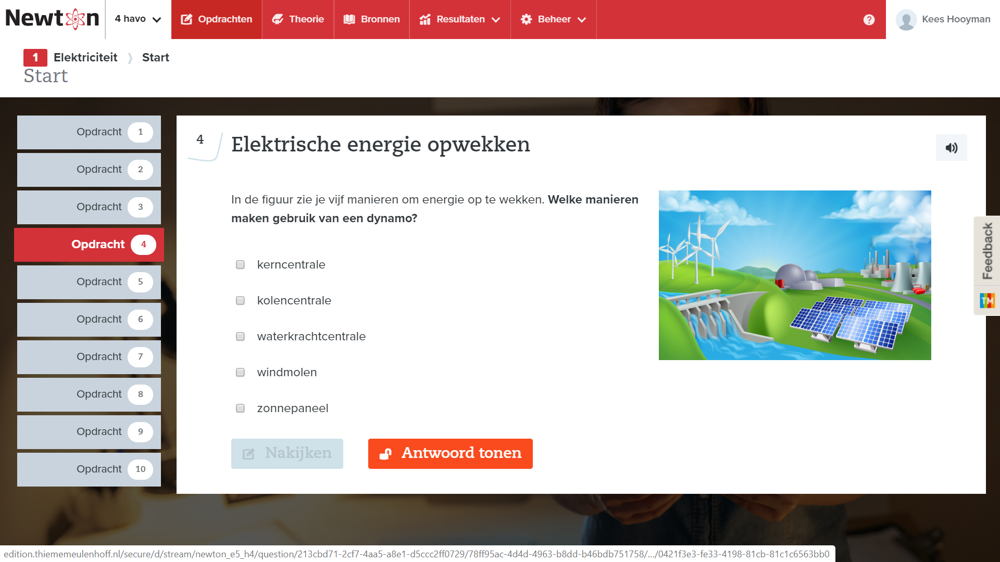 Newton
4 havo
Opdrachten
Theorie
Bronnen
Resultaten
Beheer
?
Kees Hooyman
1 Elektriciteit Start
Start
Opdracht 1
Opdracht 2
Opdracht 3
Opdracht 4
Opdracht 5
Opdracht 6
Opdracht 7
Opdracht 8
Opdracht 9
Opdracht 10
4 Elektrische energie opwekken
In de figuur zie je vijf manieren om energie op te wekken. Welke manieren
maken gebruik van een dynamo?
kerncentrale
kolencentrale
waterkrachtcentrale
windmolen
zonnepaneel
Nakijken
Antwoord tonen
Feedback
TM
edition.thiememeulenhoff.nl/secure/d/stream/newton_e5_h4/question/213cbd71-2cf7-4aa5-a8e1-d5ccc2ff0729/78ff95ac-4d4d-4963-b8dd-b46bdb751758/.../0421f3e3-fe33-4198-81cb-81c1c6563bb0